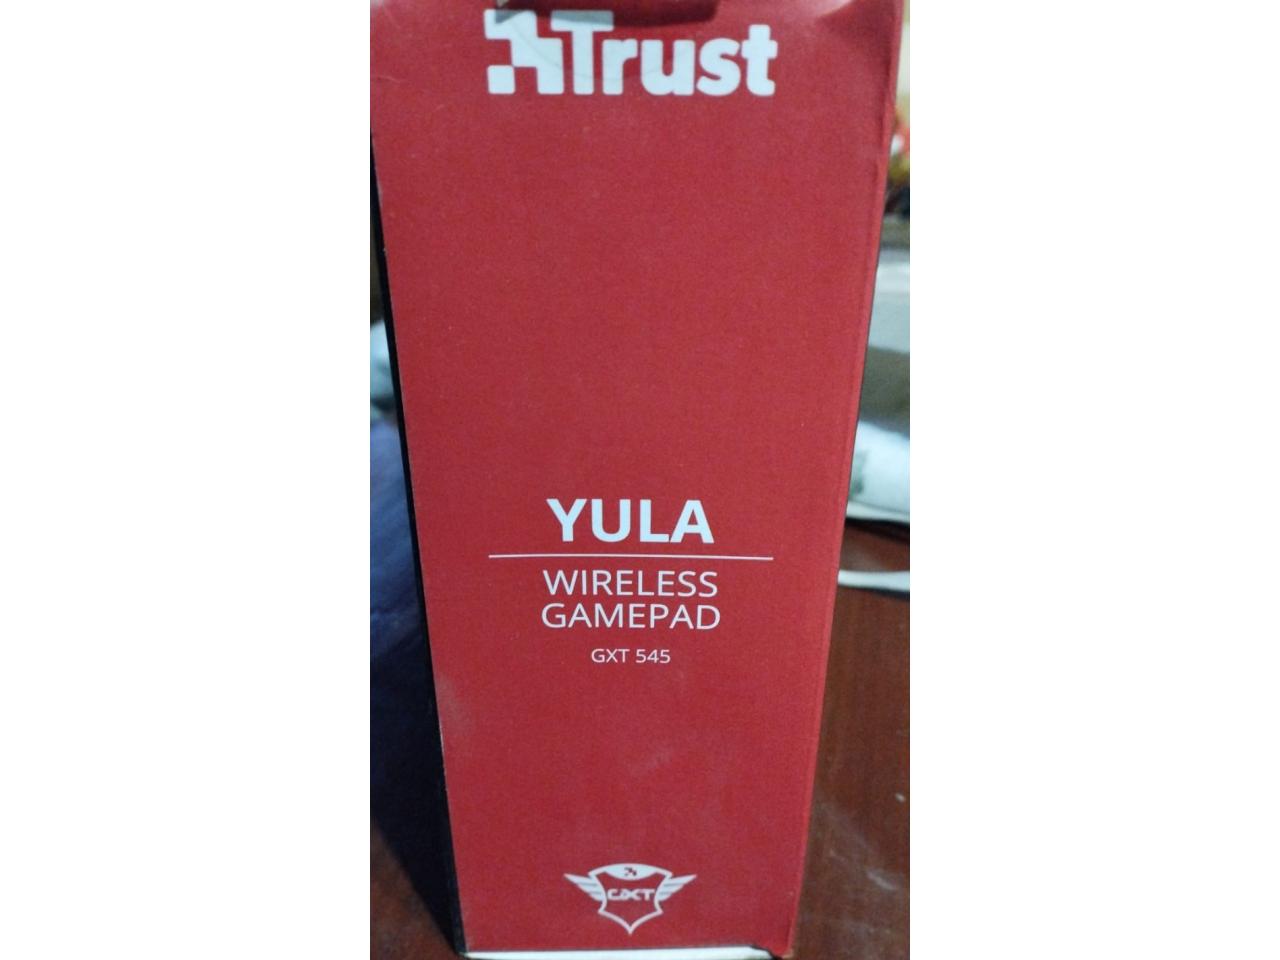 Trust
YULA
WIRELESS
GAMEPAD
GXT 545
GXT